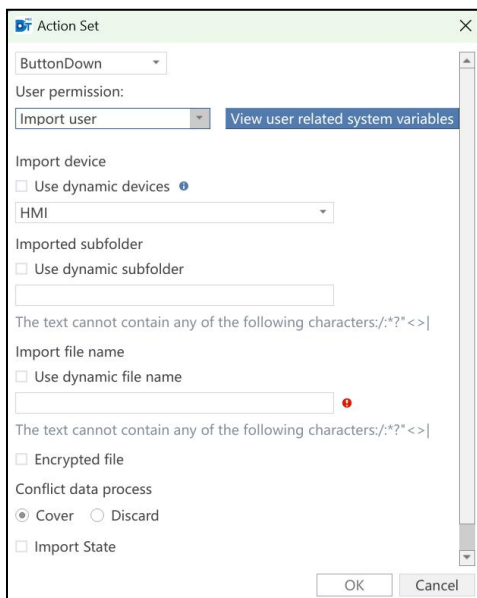 Action Set
ButtonDown
User permission:
Import user View user related system variables
Import device
Use dynamic devices
HMI
Imported subfolder
Use dynamic subfolder
The text cannot contain any of the following characters:/:*?"<>|
Import file name
Use dynamic file name
The text cannot contain any of the following characters:/:*?"<>|
Encrypted file
Conflict data process
Cover Discard
Import State
OK Cancel